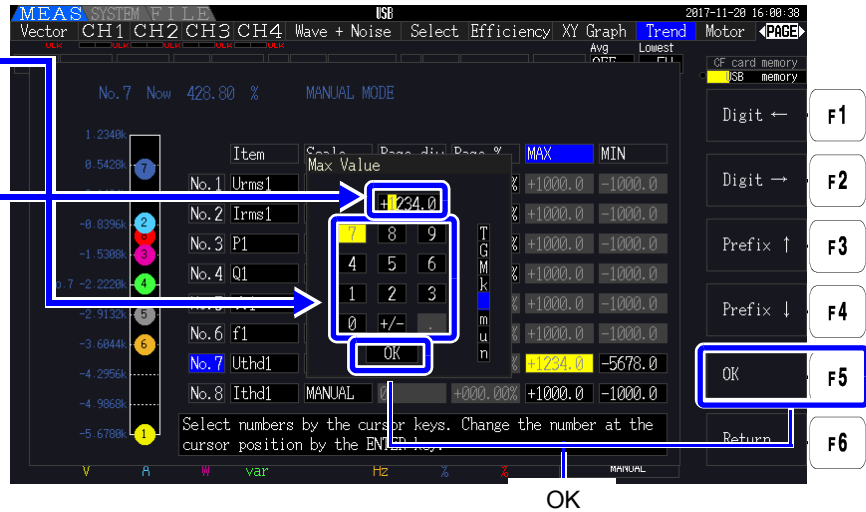 MEAS SYSTEM FILE USB 2017-11-20 16:00:38
Vector CH1 CH2 CH3 CH4 Wave + Noise Select Efficiency XY Graph Trend Motor PAGE
Avg Lowest
CF card memory
USB memory
No.7 Now 428.80 % MANUAL MODE
Digit ← F1
1.2340k
Item MAX MIN
Max Value
0.5428k 7
No.1 Urms1 % +1000.0 -1000.0
Digit → F2
+1234.0
No.2 Irms1 +1000.0 -1000.0
-0.8396k 2
7 8 9
No.3 P1 % +1000.0 -1000.0
Prefix ↑ F3
-1.5308k 3
4 5 6
No.4 Q1 % +1000.0 -1000.0
-2.2220k 4
1 2 3
+1000.0 -1000.0
Prefix ↓ F4
-2.9132k 5
0 +/- .
No.6 f1 % +1000.0 -1000.0
-3.6044k 6
T G M k m u n
OK
No.7 Uthd1 % +1234.0 -5678.0
OK F5
-4.2956k
No.8 Ithd1 MANUAL +000.00% +1000.0 -1000.0
-4.9868k
Select numbers by the cursor keys. Change the number at the
cursor position by the ENTER key.
-5.6780k 1
Return F6
V A W var Hz % %
MANUAL
OK